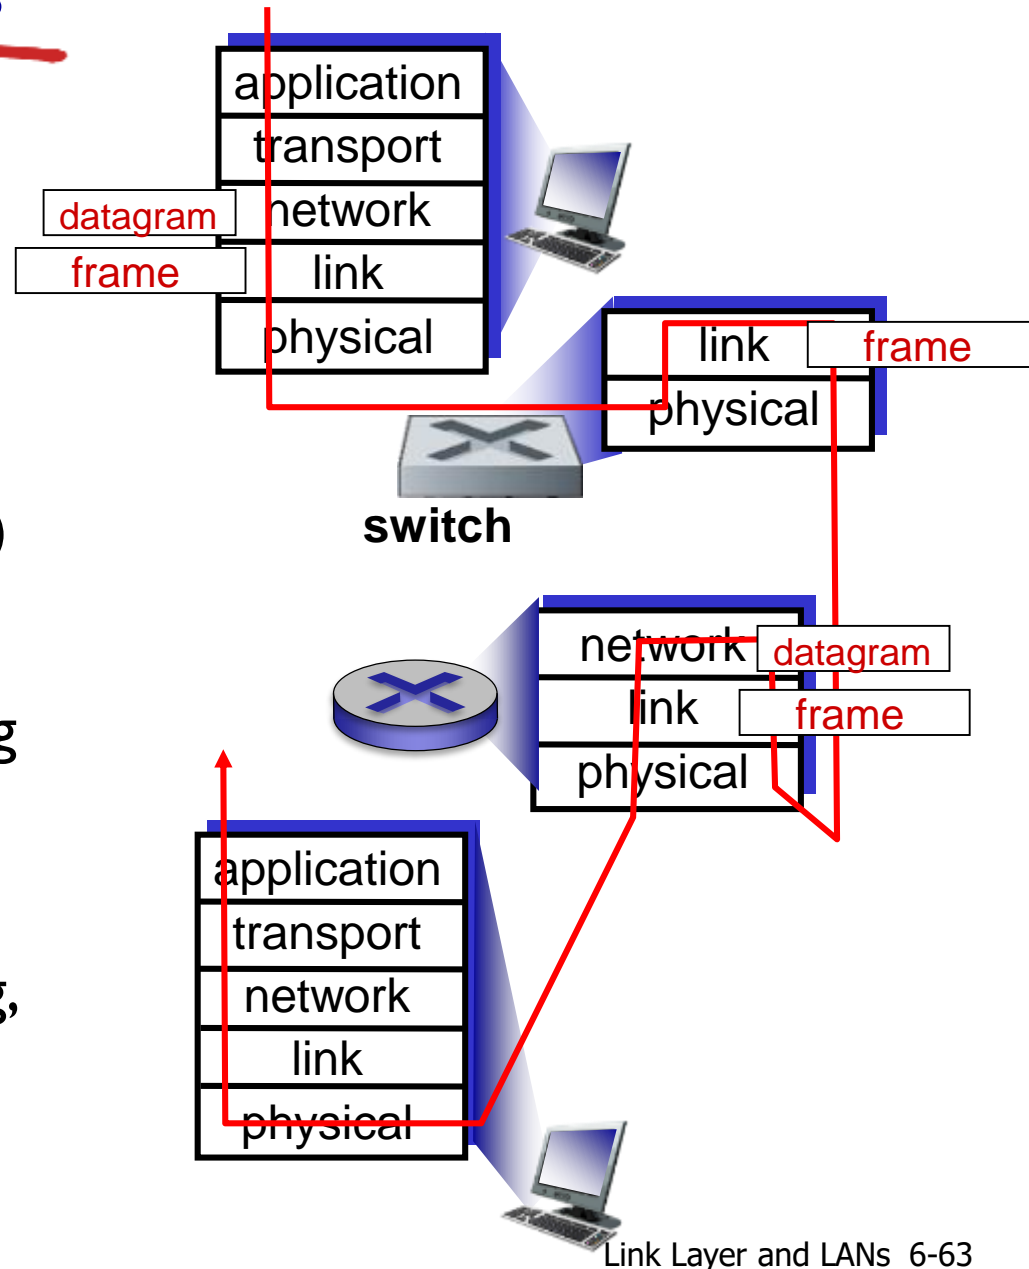 application
transport
datagram
network
frame
link
physical
link
frame
physical
switch
)
network
datagram
link
frame
g
physical
application
transport
network
g,
link
physical
Link Layer and LANs 6-63